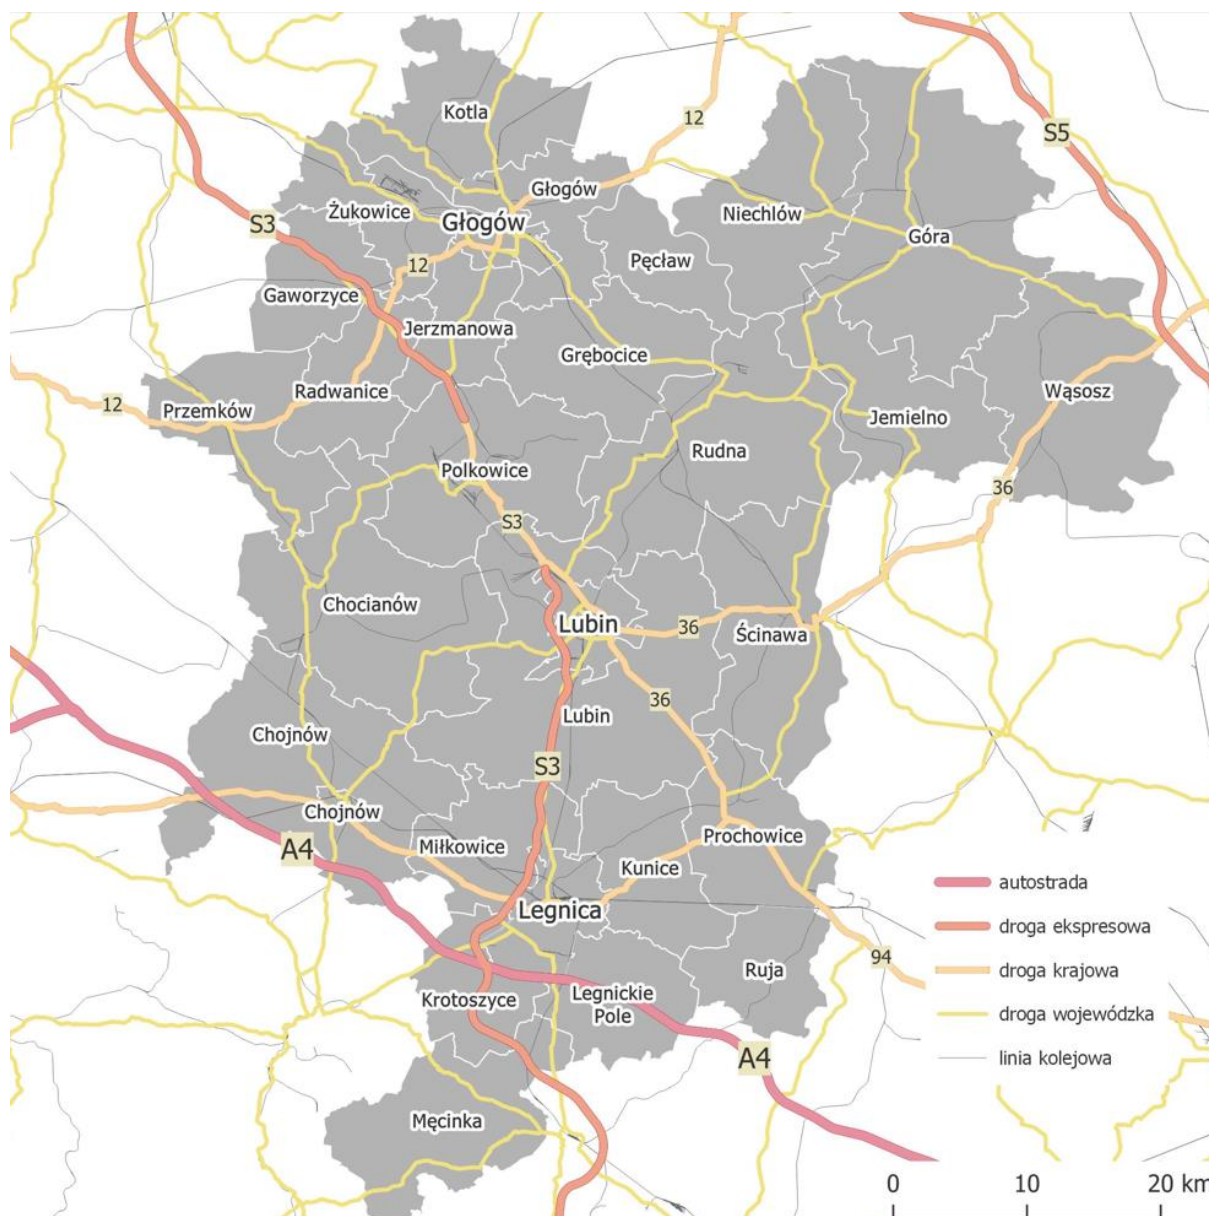 Kotla
12
S5
Głogów
Żukowice
Niechlów
S3
Głogów
Góra
Pęcław
12
Gaworzyce
Jerzmanowa
Grębocice
Radwanice
Wąsosz
12
Przemków
Jemielno
Rudna
Polkowice
36
S3
Chocianów
Lubin
36
Ścinawa
36
Lubin
Chojnów
S3
Chojnów
Prochowice
A4
Miłkowice
Kunice
autostrada
Legnica
droga ekspresowa
94
droga krajowa
Ruja
Krotoszyce
Legnickie
Pole
droga wojewódzka
A4
linia kolejowa
Męcinka
0 10 20 km